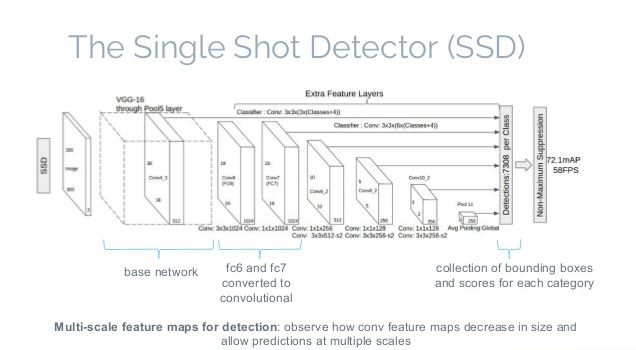 The Single Shot Detector (SSD)
Extra Feature Layers
VGG-16
through Pool5 layer
Classifier : Conv: 3x3x(3x(Classes+4))
Classifier : Conv: 3x3x(6x(Classes+4))
SSD
300
Image
300
3
38
Conv4_3
38
512
19
Conv6
(FC6)
19
1024
19
Conv7
(FC7)
19
1024
10
Conv8_2
10
512
5
Conv9_2
5
256
Conv10_2
3
256
Pool 11
256
Detections:7308 per Class
Non-Maximum Suppression
72.1mAP
58FPS
Conv: 3x3x1024
Conv: 1x1x1024
Conv: 1x1x256
Conv: 3x3x512-s2
Conv: 1x1x128
Conv: 3x3x256-s2
Conv: 1x1x128
Conv: 3x3x256-s2
Avg Pooling:Global
base network
fc6 and fc7
converted to
convolutional
collection of bounding boxes
and scores for each category
Multi-scale feature maps for detection: observe how conv feature maps decrease in size and
allow predictions at multiple scales